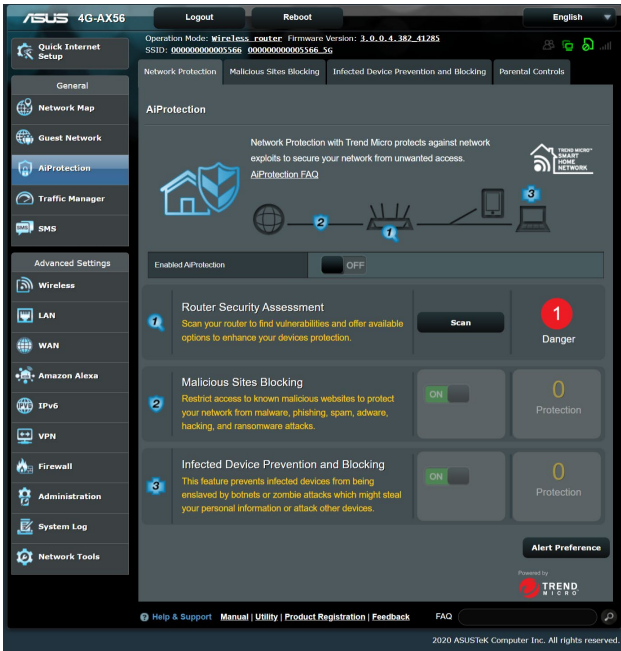 ASUS 4G-AX56 Logout Reboot English
Operation Mode: Wireless router Firmware Version: 3.0.0.4.382_41285
SSID: 000000000005566 000000000005566_5G
Quick Internet
Setup
General
Network Map
Guest Network
AiProtection
Traffic Manager
SMS SMS
Advanced Settings
Wireless
LAN
WAN
Amazon Alexa
IPv6
VPN
Firewall
Administration
System Log
Network Tools
Network Protection Malicious Sites Blocking Infected Device Prevention and Blocking Parental Controls
AiProtection
Network Protection with Trend Micro protects against network
exploits to secure your network from unwanted access.
AiProtection FAQ
TREND MICRO™
SMART
HOME
NETWORK
3
2
1
Enabled AiProtection OFF
1
Router Security Assessment
Scan your router to find vulnerabilities and offer available
options to enhance your devices protection.
Scan
1
Danger
2
Malicious Sites Blocking
Restrict access to known malicious websites to protect
your network from malware, phishing, spam, adware,
hacking, and ransomware attacks.
ON
0
Protection
3
Infected Device Prevention and Blocking
This feature prevents infected devices from being
enslaved by botnets or zombie attacks which might steal
your personal information or attack other devices.
ON
0
Protection
Alert Preference
Powered by
TREND
MICRO
Help & Support Manual | Utility | Product Registration | Feedback FAQ
2020 ASUSTeK Computer Inc. All rights reserved.